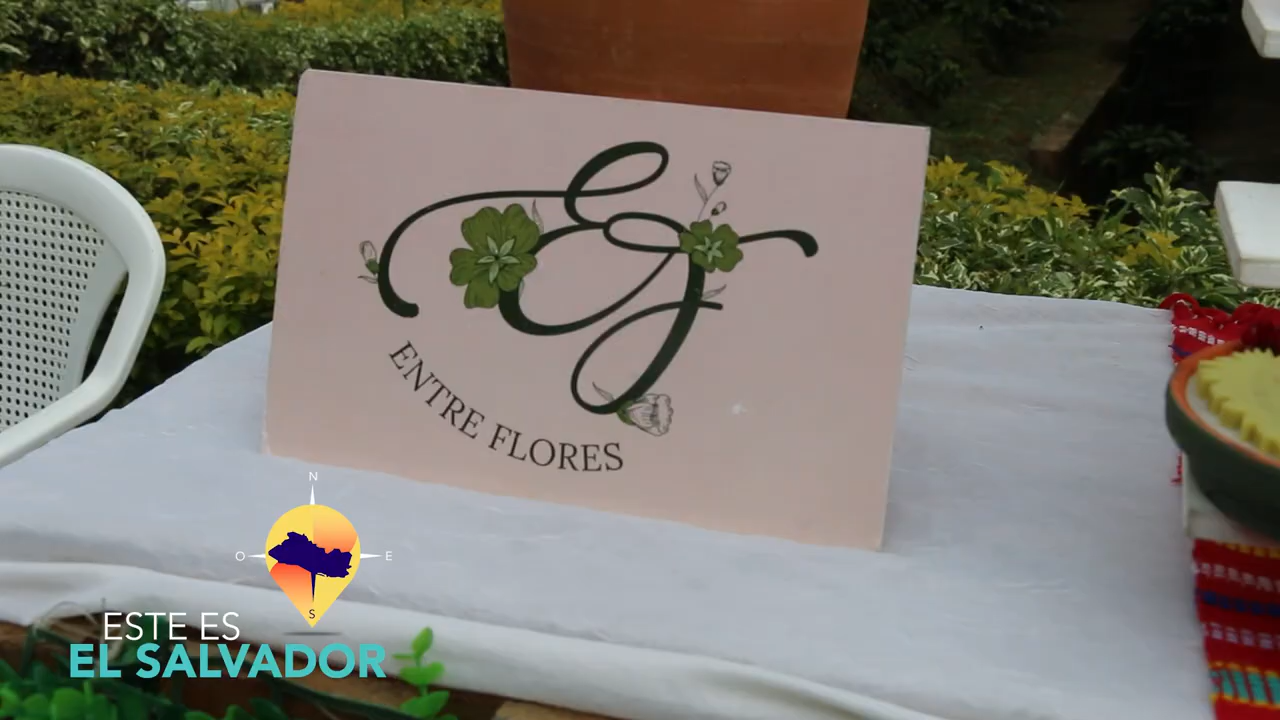 EF
ENTRE FLORES
N
O E
S
ESTE ES
EL SALVADOR